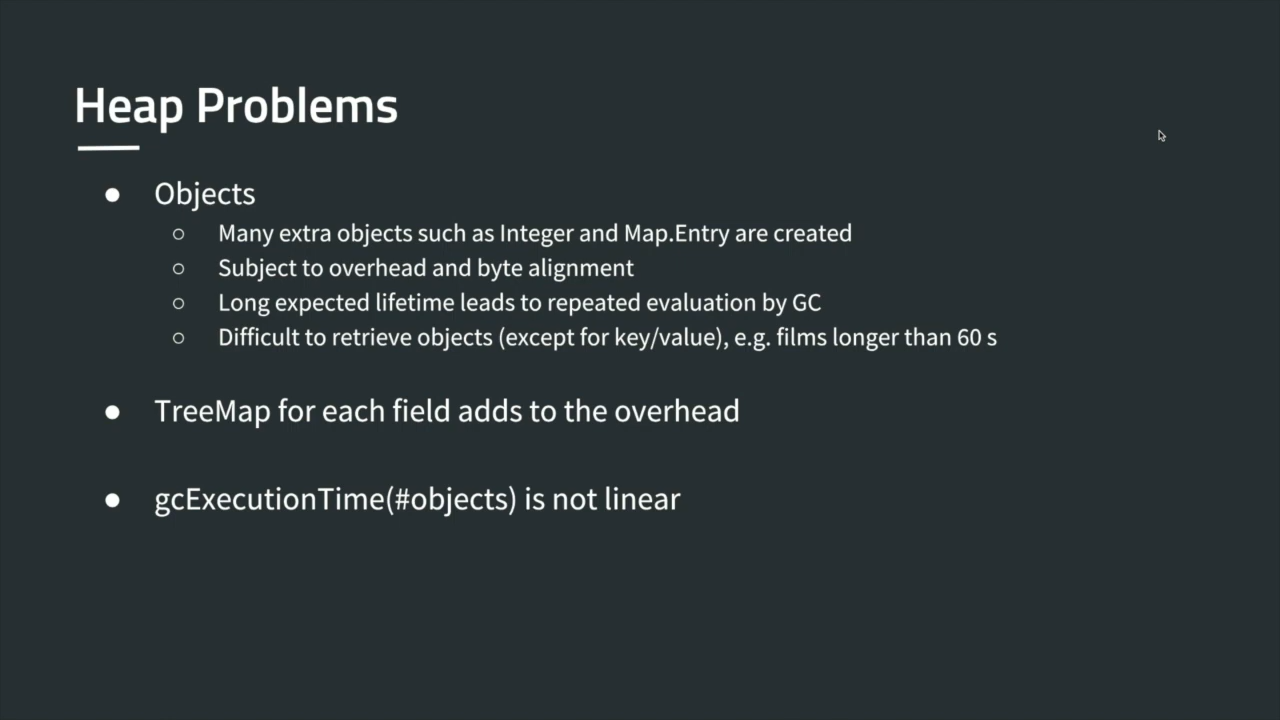 Heap Problems
● Objects
○ Many extra objects such as Integer and Map.Entry are created
○ Subject to overhead and byte alignment
○ Long expected lifetime leads to repeated evaluation by GC
○ Difficult to retrieve objects (except for key/value), e.g. films longer than 60 s
● TreeMap for each field adds to the overhead
● gcExecutionTime(#objects) is not linear